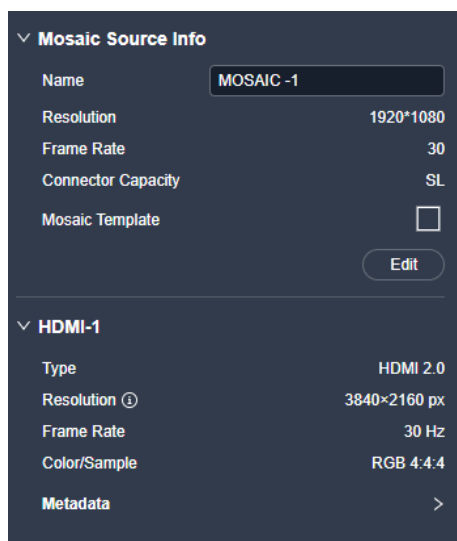 Mosaic Source Info
Name MOSAIC -1
Resolution 1920*1080
Frame Rate 30
Connector Capacity SL
Mosaic Template
Edit
HDMI-1
Type HDMI 2.0
Resolution 3840×2160 px
Frame Rate 30 Hz
Color/Sample RGB 4:4:4
Metadata